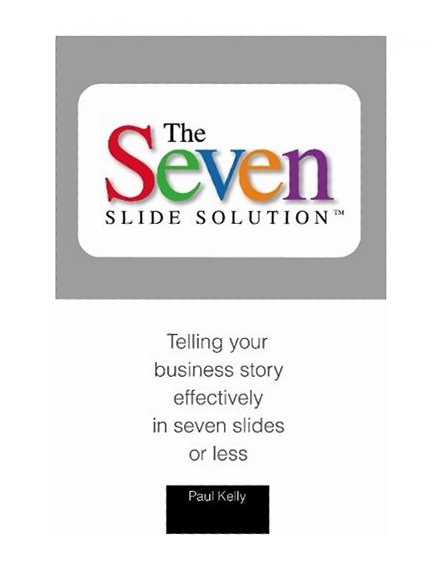 The
Seven
SLIDE SOLUTION™
Telling your
business story
effectively
in seven slides
or less
Paul Kelly